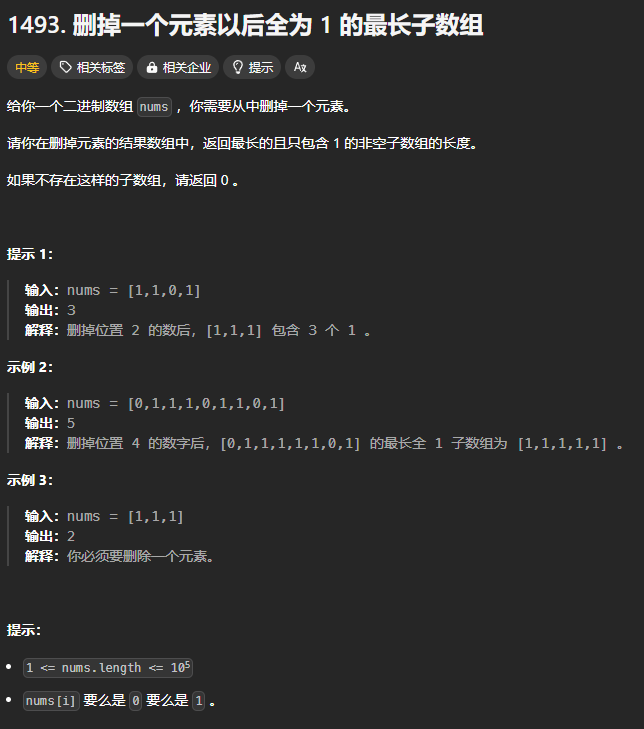 1493. 删掉一个元素以后全为 1 的最长子数组
中等 相关标签 相关企业 提示 Aあ
给你一个二进制数组 nums ，你需要从中删掉一个元素。
请你在删掉元素的结果数组中，返回最长的且只包含 1 的非空子数组的长度。
如果不存在这样的子数组，请返回 0 。
提示 1：
输入：nums = [1,1,0,1]
输出：3
解释：删掉位置 2 的数后，[1,1,1] 包含 3 个 1 。
示例 2：
输入：nums = [0,1,1,1,0,1,1,0,1]
输出：5
解释：删掉位置 4 的数字后，[0,1,1,1,1,1,0,1] 的最长全 1 子数组为 [1,1,1,1,1] 。
示例 3：
输入：nums = [1,1,1]
输出：2
解释：你必须要删除一个元素。
提示：
1 <= nums.length <= 10⁵
nums[i] 要么是 0 要么是 1 。